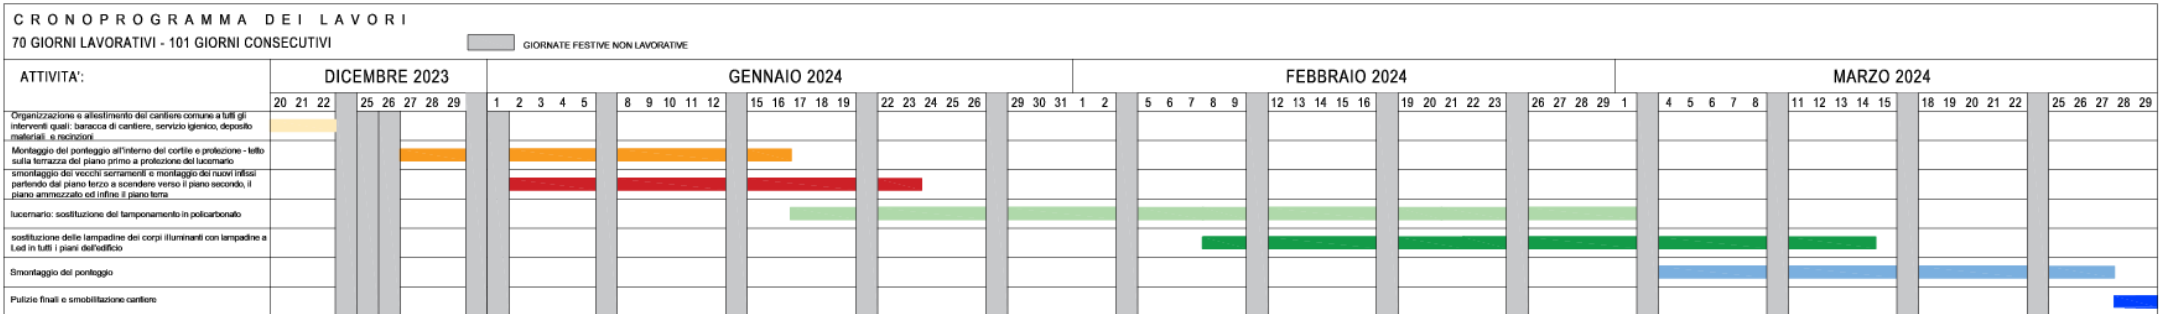 CRONOPROGRAMMA DEI LAVORI
70 GIORNI LAVORATIVI - 101 GIORNI CONSECUTIVI
GIORNATE FESTIVE NON LAVORATIVE
ATTIVITA':
DICEMBRE 2023
GENNAIO 2024
FEBBRAIO 2024
MARZO 2024
20 21 22 25 26 27 28 29 1 2 3 4 5 8 9 10 11 12 15 16 17 18 19 22 23 24 25 26 29 30 31 1 2 5 6 7 8 9 12 13 14 15 16 19 20 21 22 23 26 27 28 29 1 4 5 6 7 8 11 12 13 14 15 18 19 20 21 22 25 26 27 28 29
Organizzazione e allestimento del cantiere comune a tutti gli
interventi quali: baracca di cantiere, servizio igienico, deposito
materiali e recinzioni
Montaggio del ponteggio all'interno del cortile e protezione - tetto
sulla terrazza del piano primo a protezione del lucernario
smontaggio dei vecchi serramenti e montaggio dei nuovi infissi
partendo dal piano terzo a scendere verso il piano secondo, il
piano ammezzato ed infine il piano terra
lucernario: sostituzione del tamponamento in policarbonato
sostituzione delle lampadine dei corpi illuminanti con lampadine a
Led in tutti i piani dell'edificio
Smontaggio del ponteggio
Pulizie finali e smobilitazione cantiere